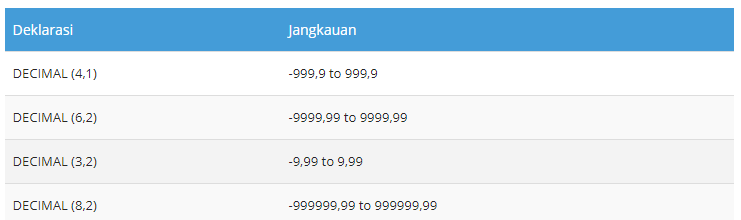 Deklarasi Jangkauan
DECIMAL (4,1) -999,9 to 999,9
DECIMAL (6,2) -9999,99 to 9999,99
DECIMAL (3,2) -9,99 to 9,99
DECIMAL (8,2) -999999,99 to 999999,99